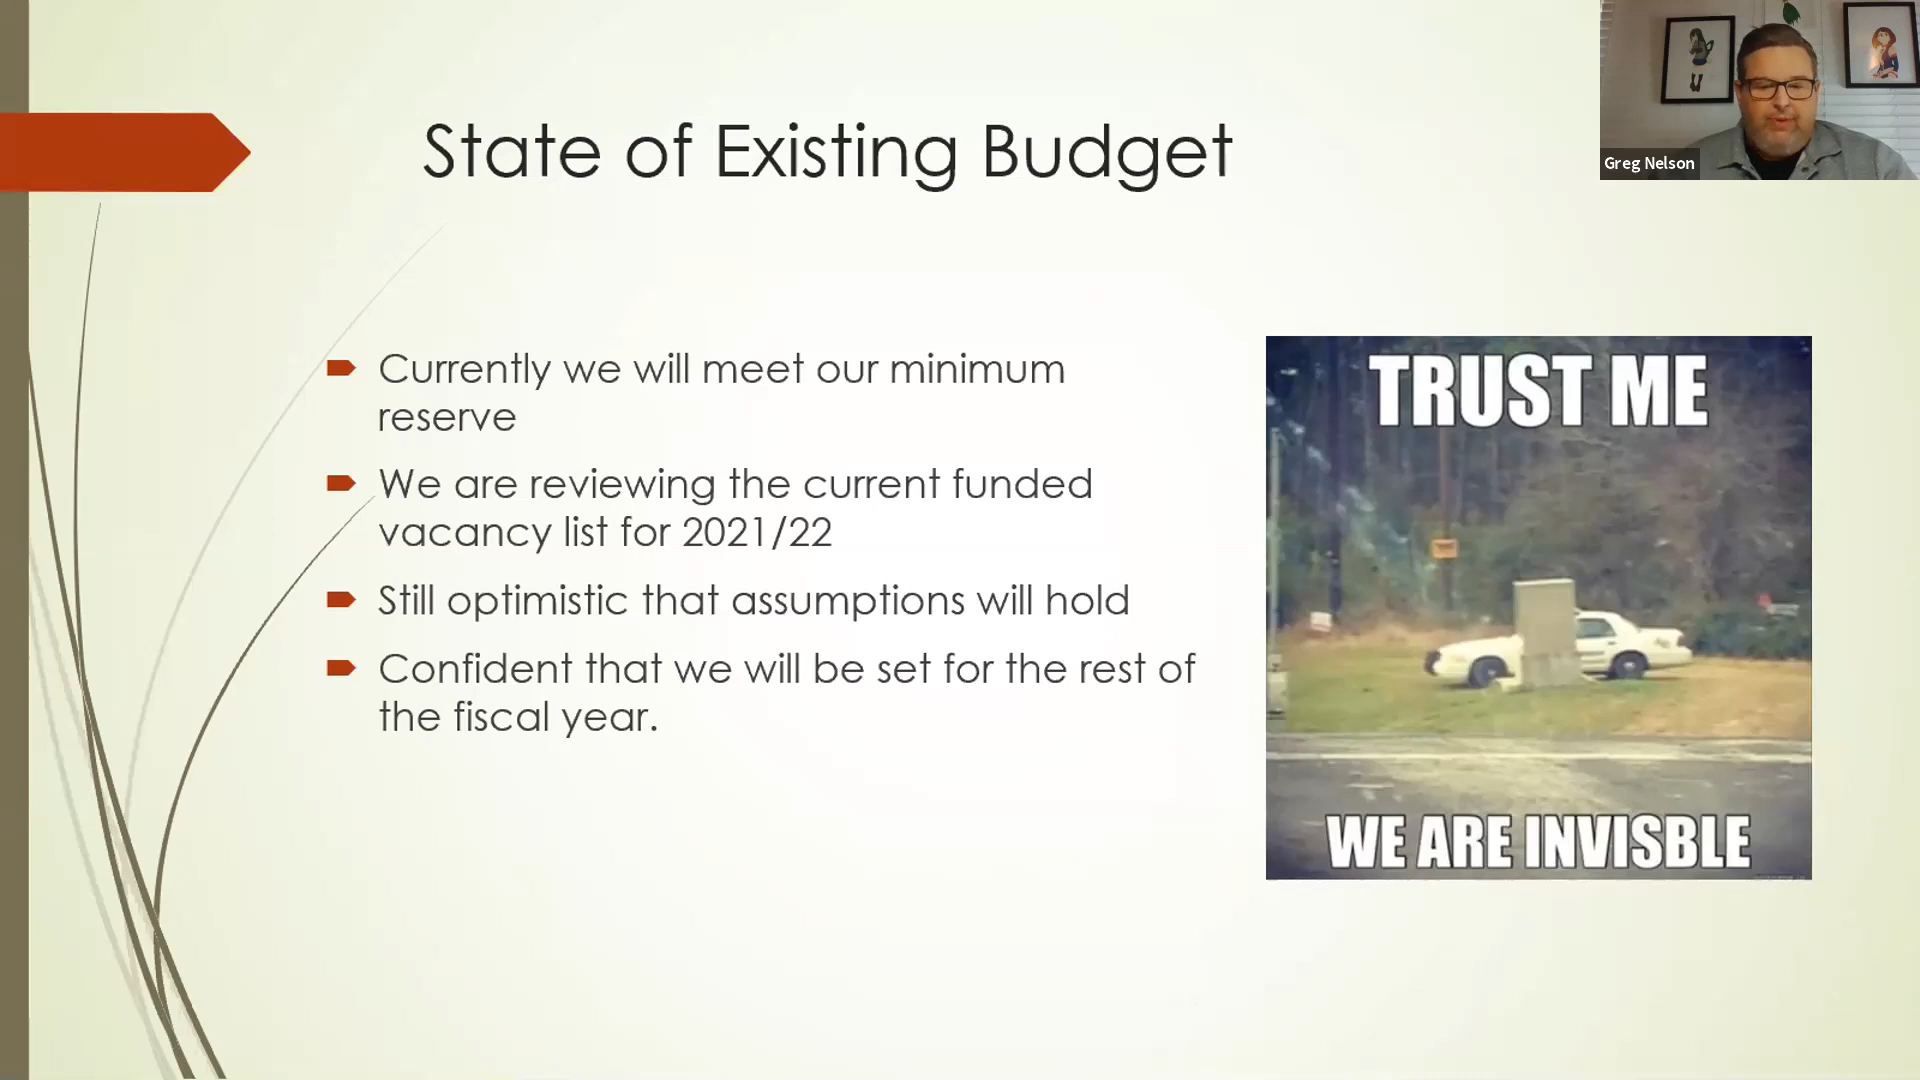 State of Existing Budget
Greg Nelson
Currently we will meet our minimum
reserve
We are reviewing the current funded
vacancy list for 2021/22
Still optimistic that assumptions will hold
Confident that we will be set for the rest of
the fiscal year.
TRUST ME
WE ARE INVISBLE